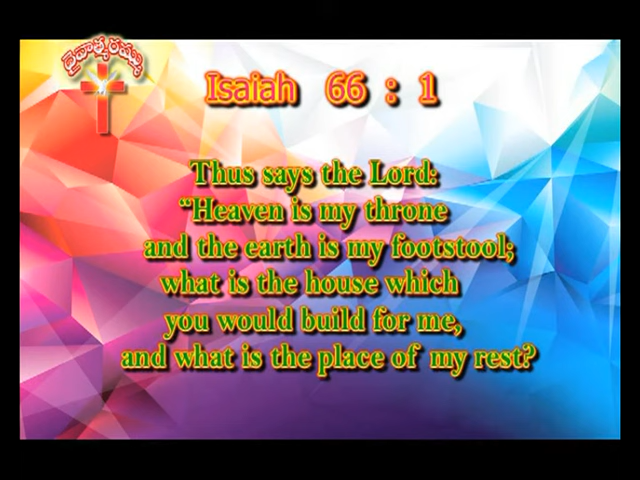 దైవాత్మరమ్ము
Isaiah 66 : 1
Thus says the Lord:
“Heaven is my throne
and the earth is my footstool;
what is the house which
you would build for me,
and what is the place of my rest?